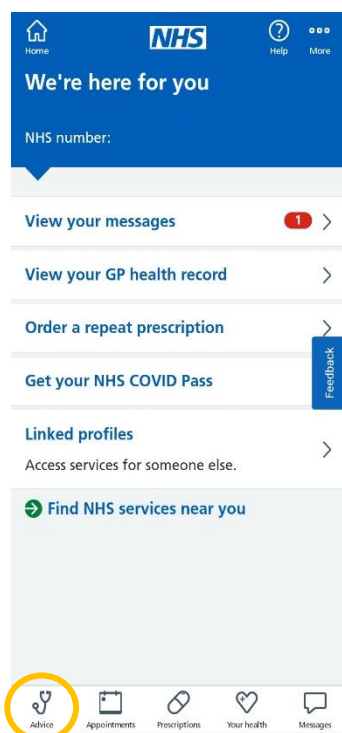 Home
NHS
Help
More
We're here for you
NHS number:
View your messages
1
View your GP health record
Order a repeat prescription
Feedback
Get your NHS COVID Pass
Linked profiles
Access services for someone else.
Find NHS services near you
Advice
Appointments
Prescriptions
Your health
Messages